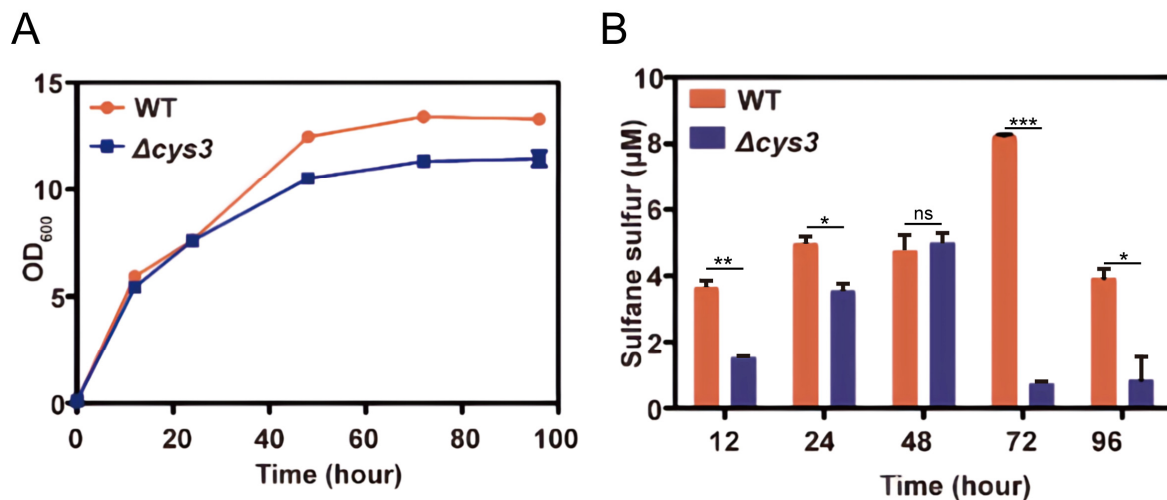 A
15
10
5
0
WT
Δcys3
OD600
0 20 40 60 80 100
Time (hour)
B
10
8
6
4
2
0
WT
Δcys3
Sulfane sulfur (μM)
** * ns *** *
12 24 48 72 96
Time (hour)